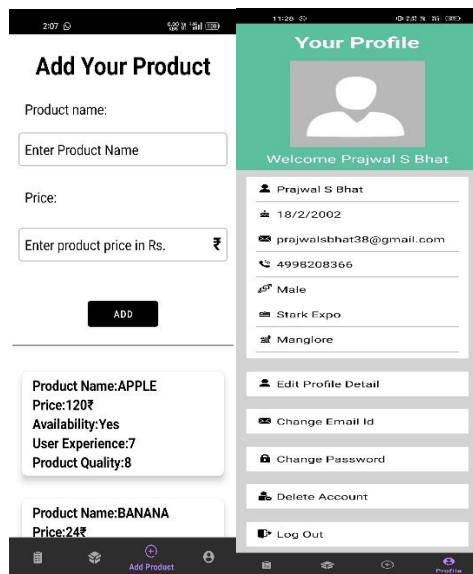 2:07
Add Your Product
Product name:
Enter Product Name
Price:
Enter product price in Rs. ₹
ADD
Product Name:APPLE
Price:120₹
Availability:Yes
User Experience:7
Product Quality:8
Product Name:BANANA
Price:24₹
Add Product
11:20
Your Profile
Welcome Prajwal S Bhat
Prajwal S Bhat
18/2/2002
prajwalsbhat38@gmail.com
4998208366
Male
Stark Expo
Manglore
Edit Profile Detail
Change Email Id
Change Password
Delete Account
Log Out
Profile